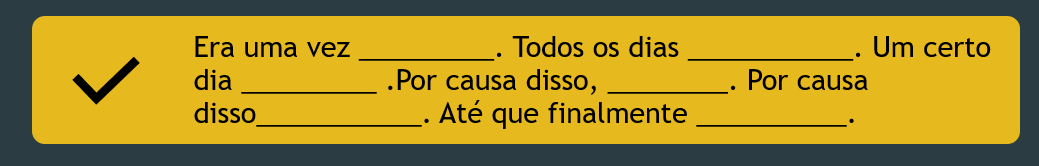 Era uma vez _________. Todos os dias ___________. Um certo
dia _________ .Por causa disso, ________. Por causa
disso___________. Até que finalmente __________.